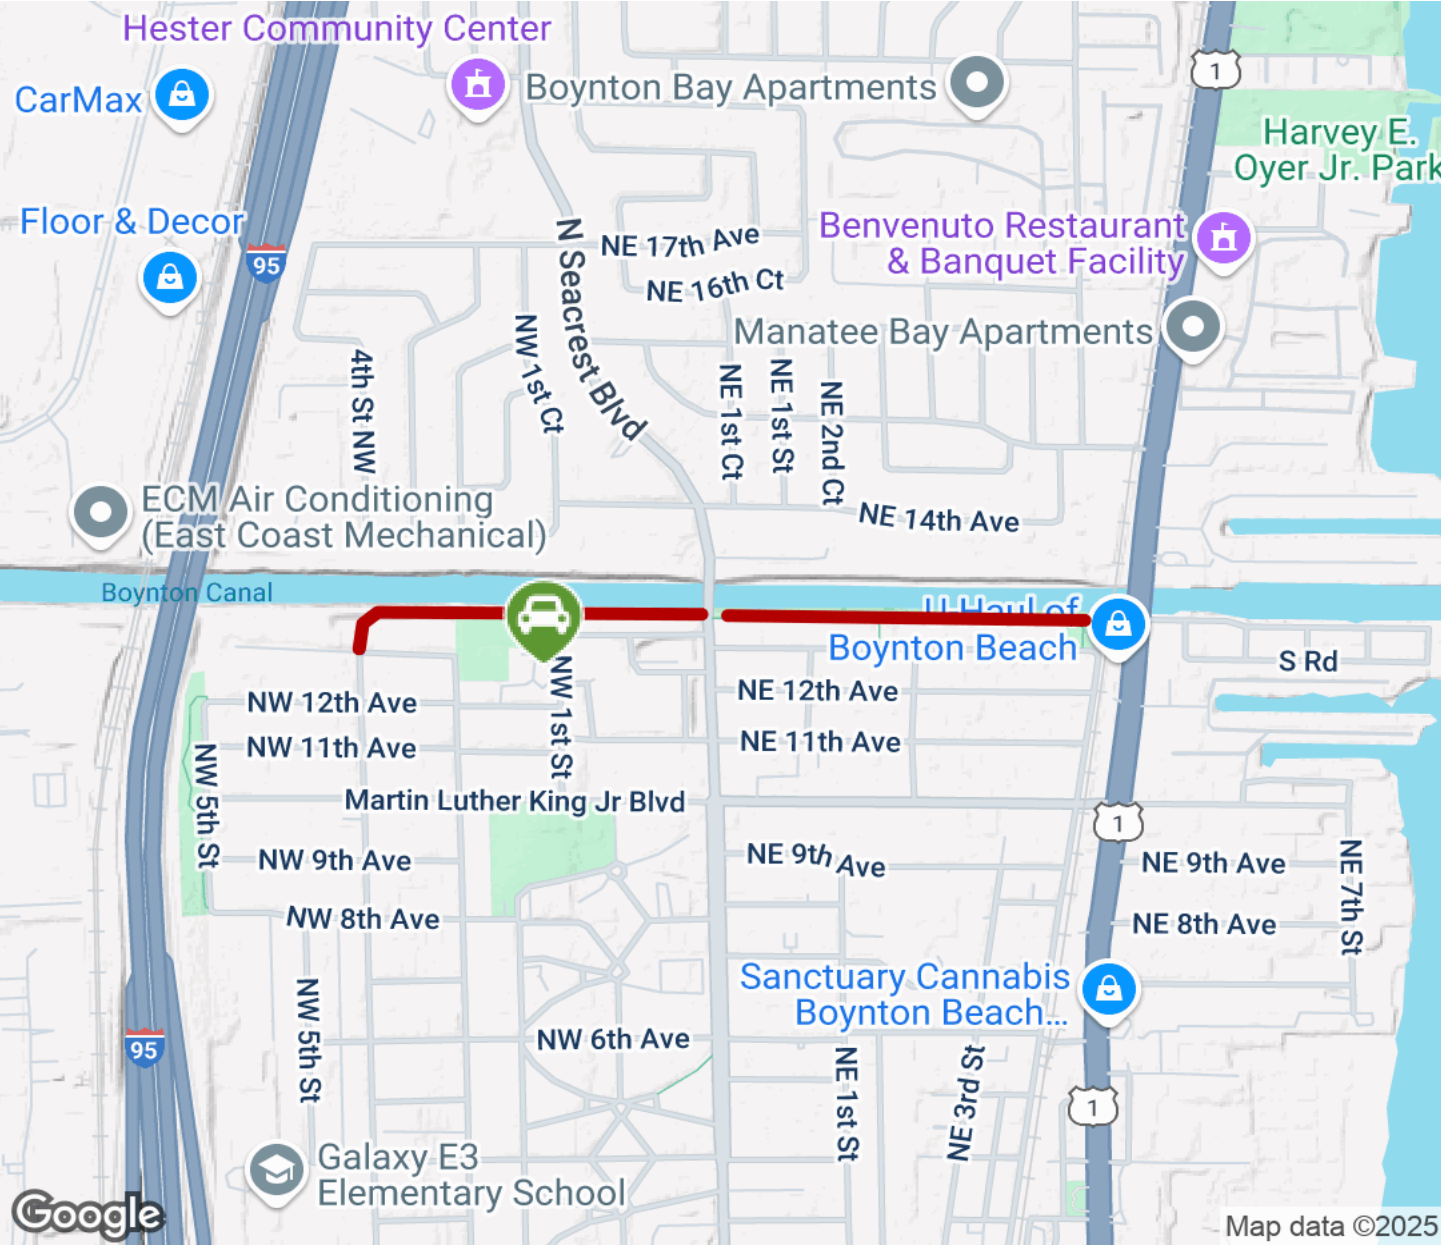 Hester Community Center
1
CarMax
Boynton Bay Apartments
Harvey E.
Oyer Jr. Park
Floor & Decor
95
N Seacrest Blvd
NE 17th Ave
NE 16th Ct
Benvenuto Restaurant
& Banquet Facility
Manatee Bay Apartments
4th St NW
NW 1st Ct
NE 1st Ct
NE 1st St
NE 2nd Ct
ECM Air Conditioning
(East Coast Mechanical)
NE 14th Ave
Boynton Canal
U-Haul of
Boynton Beach
S Rd
NW 1st St
NW 12th Ave
NE 12th Ave
NW 11th Ave
NE 11th Ave
NW 5th St
Martin Luther King Jr Blvd
1
NW 9th Ave
NE 9th Ave
NE 9th Ave
NE 7th St
NW 8th Ave
NE 8th Ave
Sanctuary Cannabis
Boynton Beach...
NW 5th St
95
NW 6th Ave
NE 1st St
NE 3rd St
1
Galaxy E3
Elementary School
Google
Map data ©2025